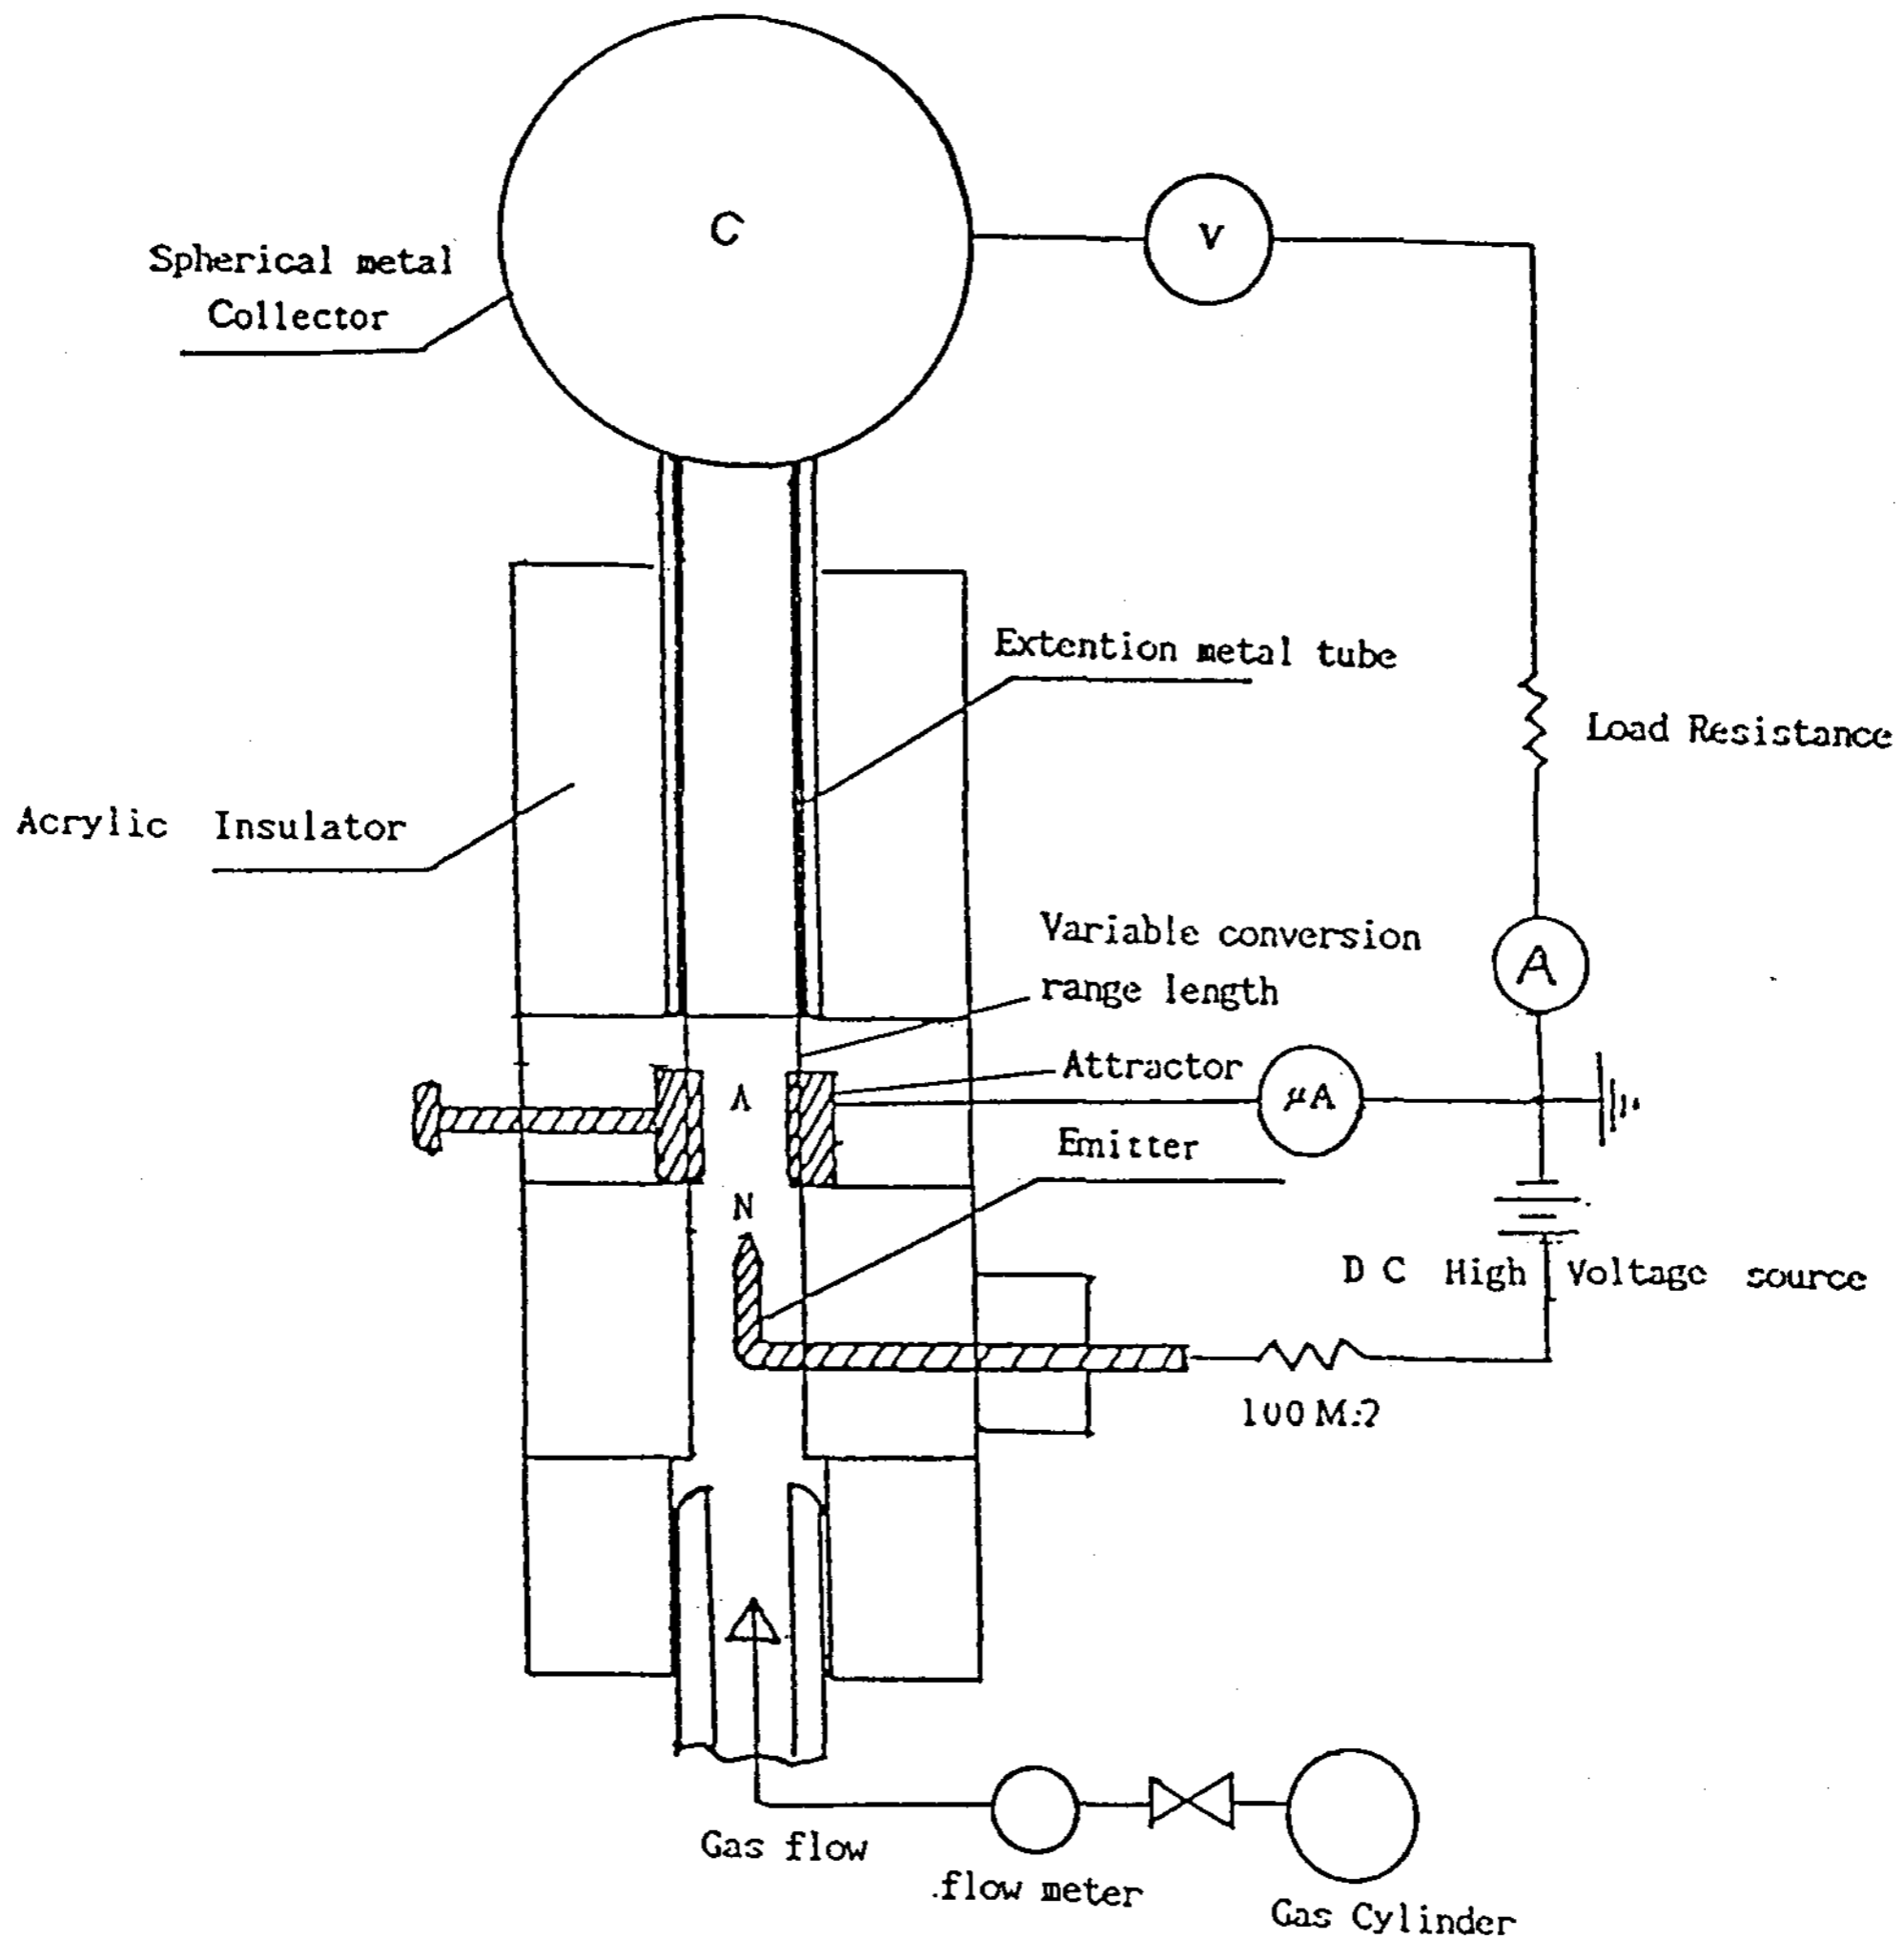 C
V
Spherical metal
Collector
Extention metal tube
Load Resistance
Acrylic Insulator
Variable conversion
range length
A
Attractor
A
μA
Emitter
N
D C High Voltage source
100 M
Gas flow
flow meter
Gas Cylinder